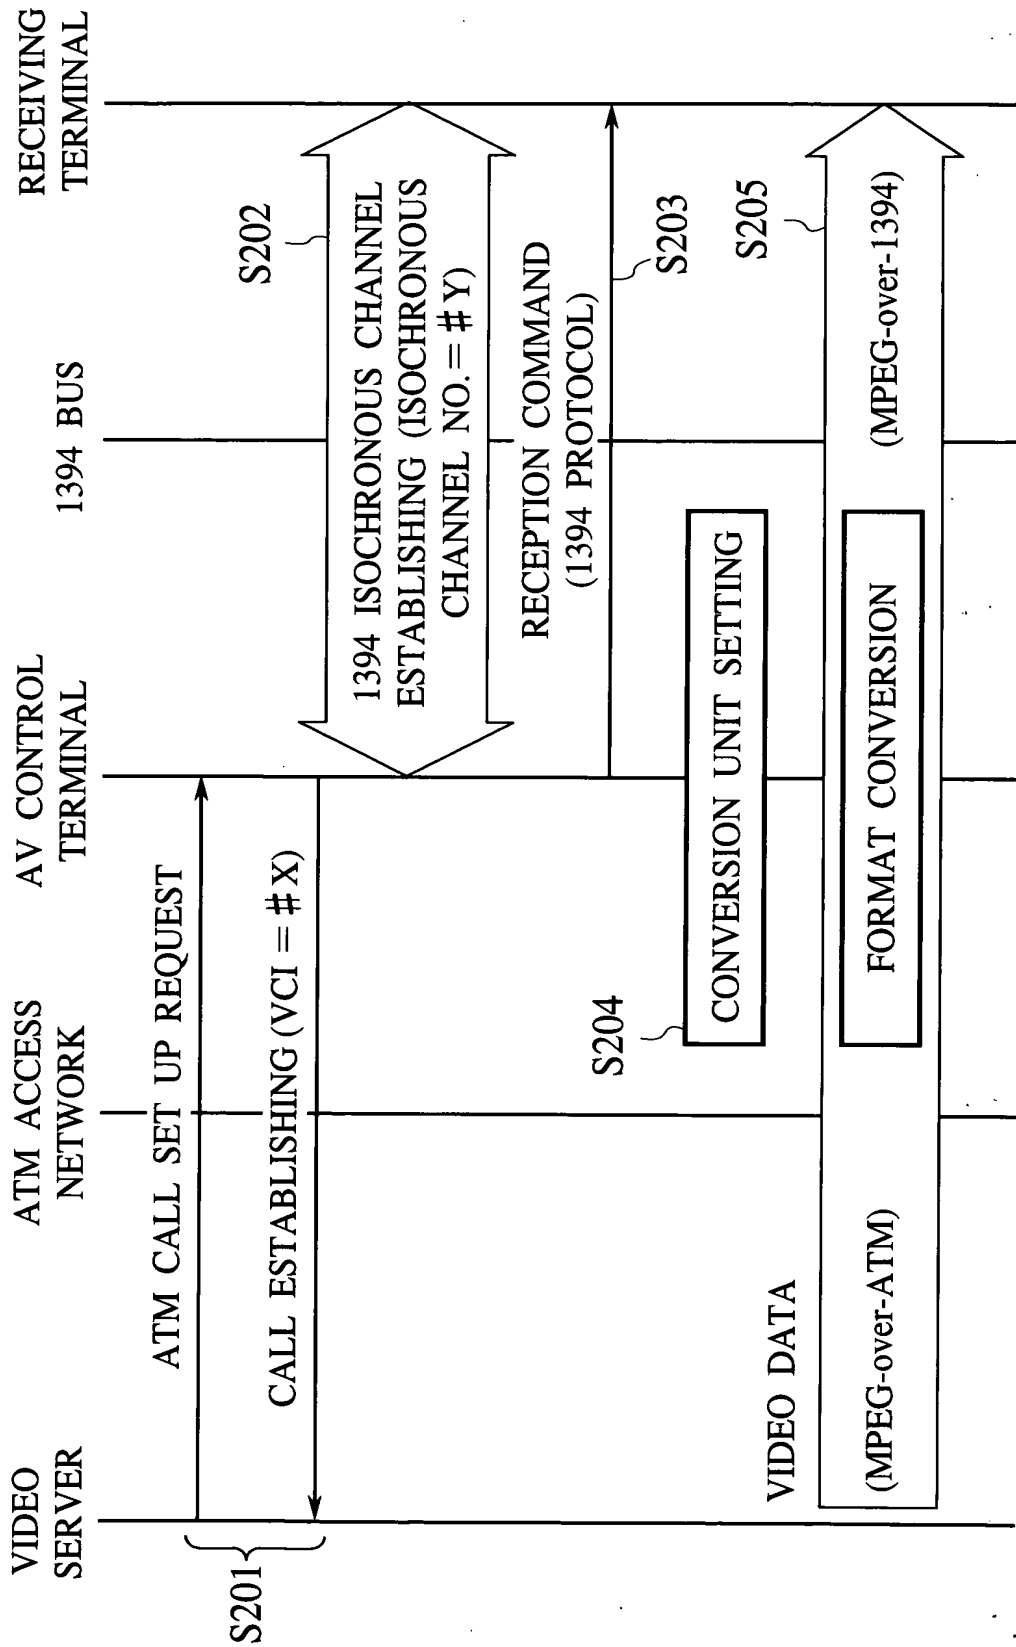 VIDEO
SERVER
ATM ACCESS
NETWORK
AV CONTROL
TERMINAL
1394 BUS
RECEIVING
TERMINAL
S201
ATM CALL SET UP REQUEST
CALL ESTABLISHING (VCI = #X)
S202
1394 ISOCHRONOUS CHANNEL
ESTABLISHING (ISOCHRONOUS
CHANNEL NO. = #Y)
RECEPTION COMMAND
(1394 PROTOCOL)
S203
S204
CONVERSION UNIT SETTING
VIDEO DATA
S205
(MPEG-over-ATM)
FORMAT CONVERSION
(MPEG-over-1394)